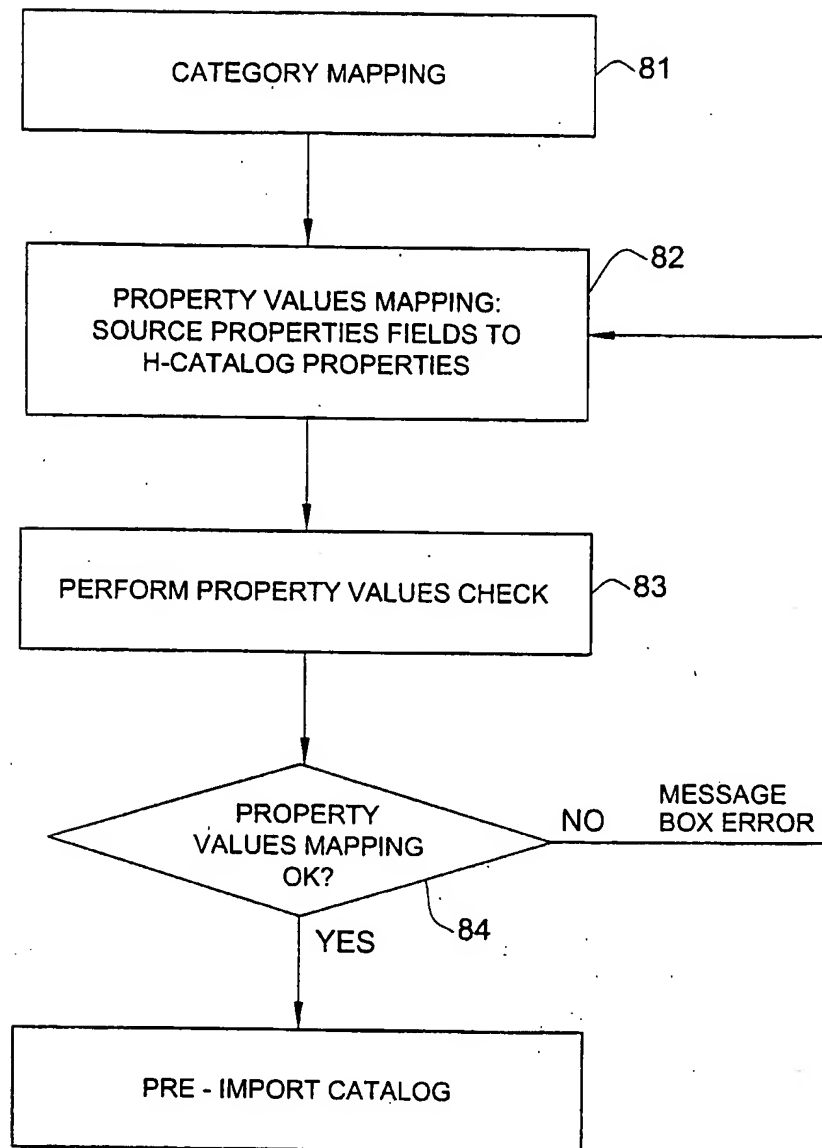 CATEGORY MAPPING
81
82
PROPERTY VALUES MAPPING:
SOURCE PROPERTIES FIELDS TO
H-CATALOG PROPERTIES
PERFORM PROPERTY VALUES CHECK
83
PROPERTY
VALUES MAPPING
OK?
NO
MESSAGE
BOX ERROR
84
YES
PRE - IMPORT CATALOG